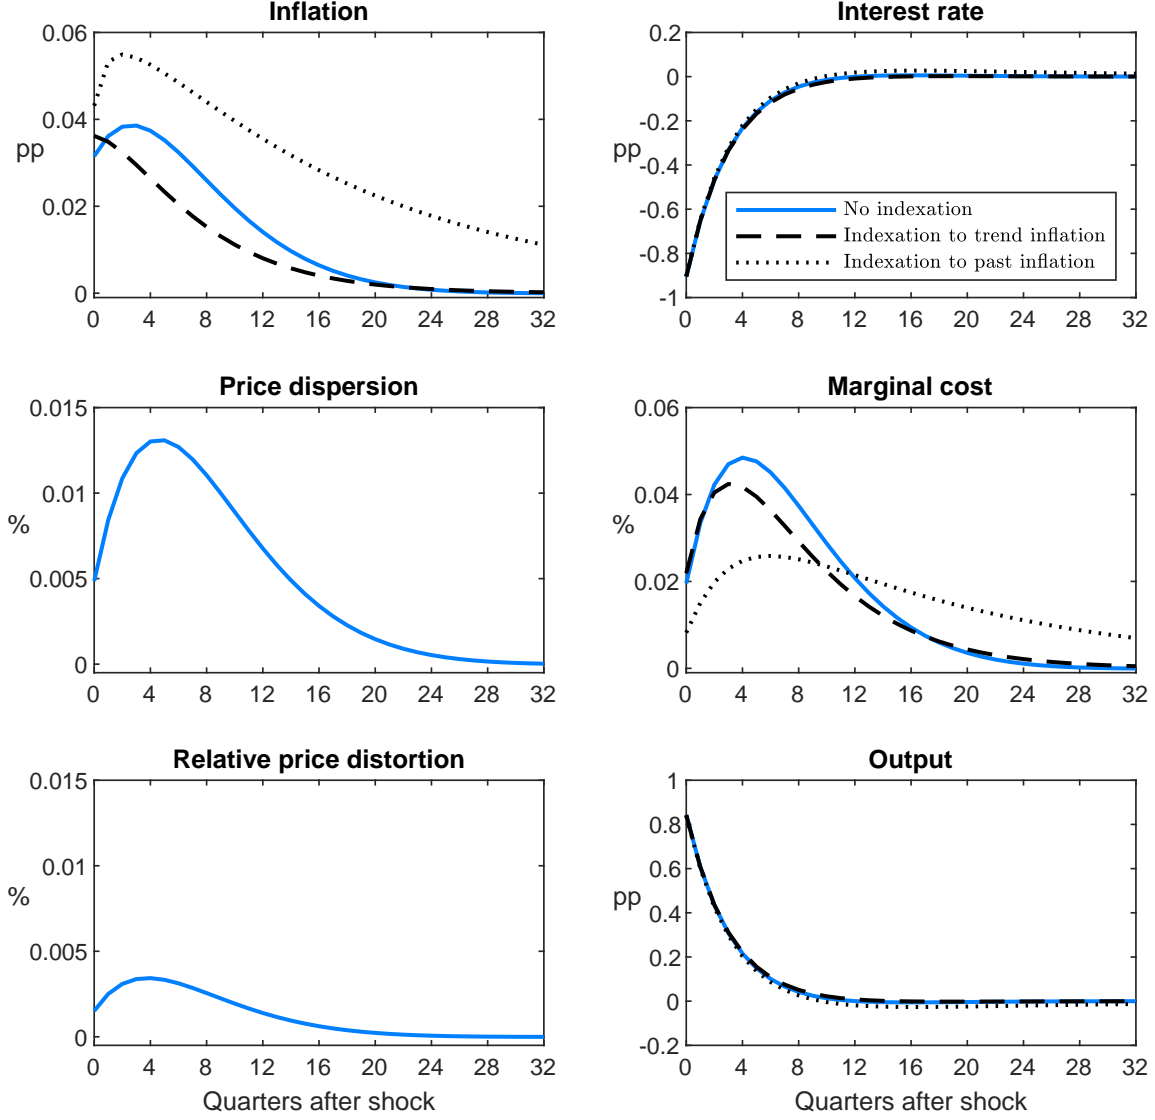 Inflation
0.06
0.04
pp
0.02
0
0 4 8 12 16 20 24 28 32
Interest rate
0.2
0
-0.2
pp
-0.4
-0.6
-0.8
-1
No indexation
Indexation to trend inflation
Indexation to past inflation
0 4 8 12 16 20 24 28 32
Price dispersion
0.015
0.01
%
0.005
0
0 4 8 12 16 20 24 28 32
Marginal cost
0.06
0.04
%
0.02
0
0 4 8 12 16 20 24 28 32
Relative price distortion
0.015
0.01
%
0.005
0
0 4 8 12 16 20 24 28 32
Quarters after shock
Output
1
0.8
0.6
pp
0.4
0.2
0
-0.2
0 4 8 12 16 20 24 28 32
Quarters after shock